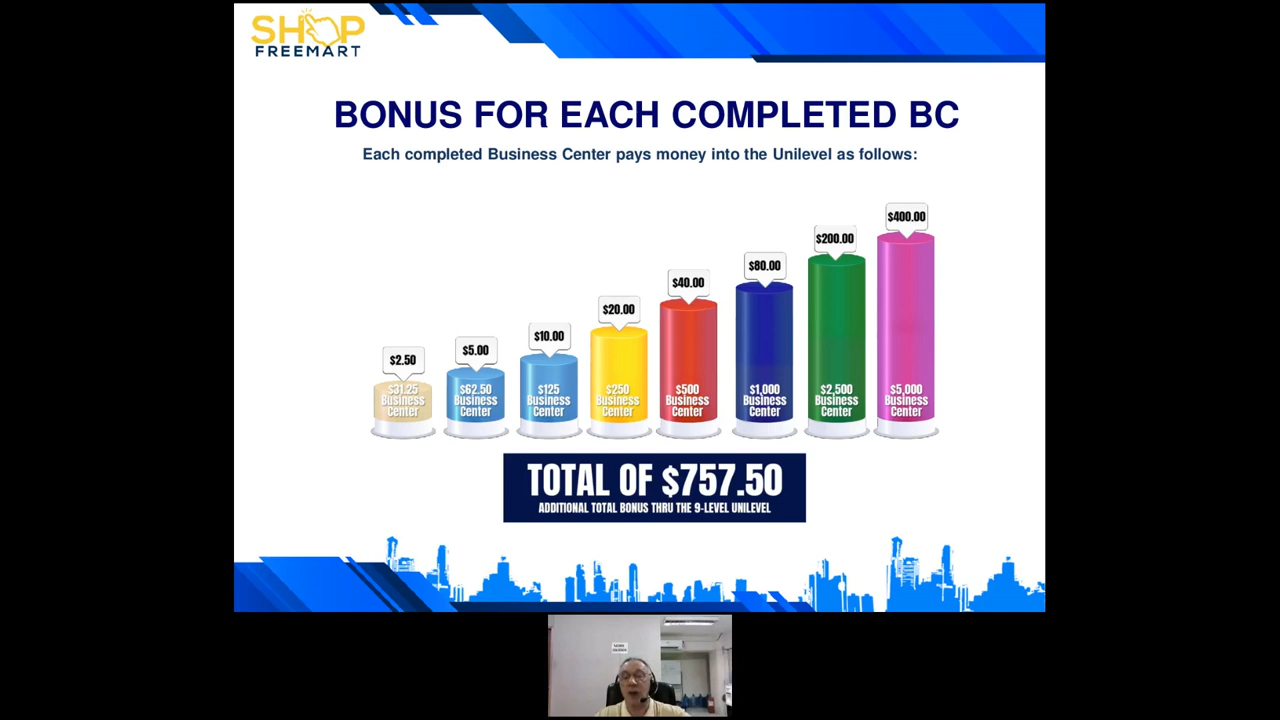 SHOP
FREEMART
BONUS FOR EACH COMPLETED BC
Each completed Business Center pays money into the Unilevel as follows:
$2.50
$5.00
$10.00
$20.00
$40.00
$80.00
$200.00
$400.00
$31.25
Business
Center
$62.50
Business
Center
$125
Business
Center
$250
Business
Center
$500
Business
Center
$1,000
Business
Center
$2,500
Business
Center
$5,000
Business
Center
TOTAL OF $757.50
ADDITIONAL TOTAL BONUS THRU THE 9-LEVEL UNILEVEL